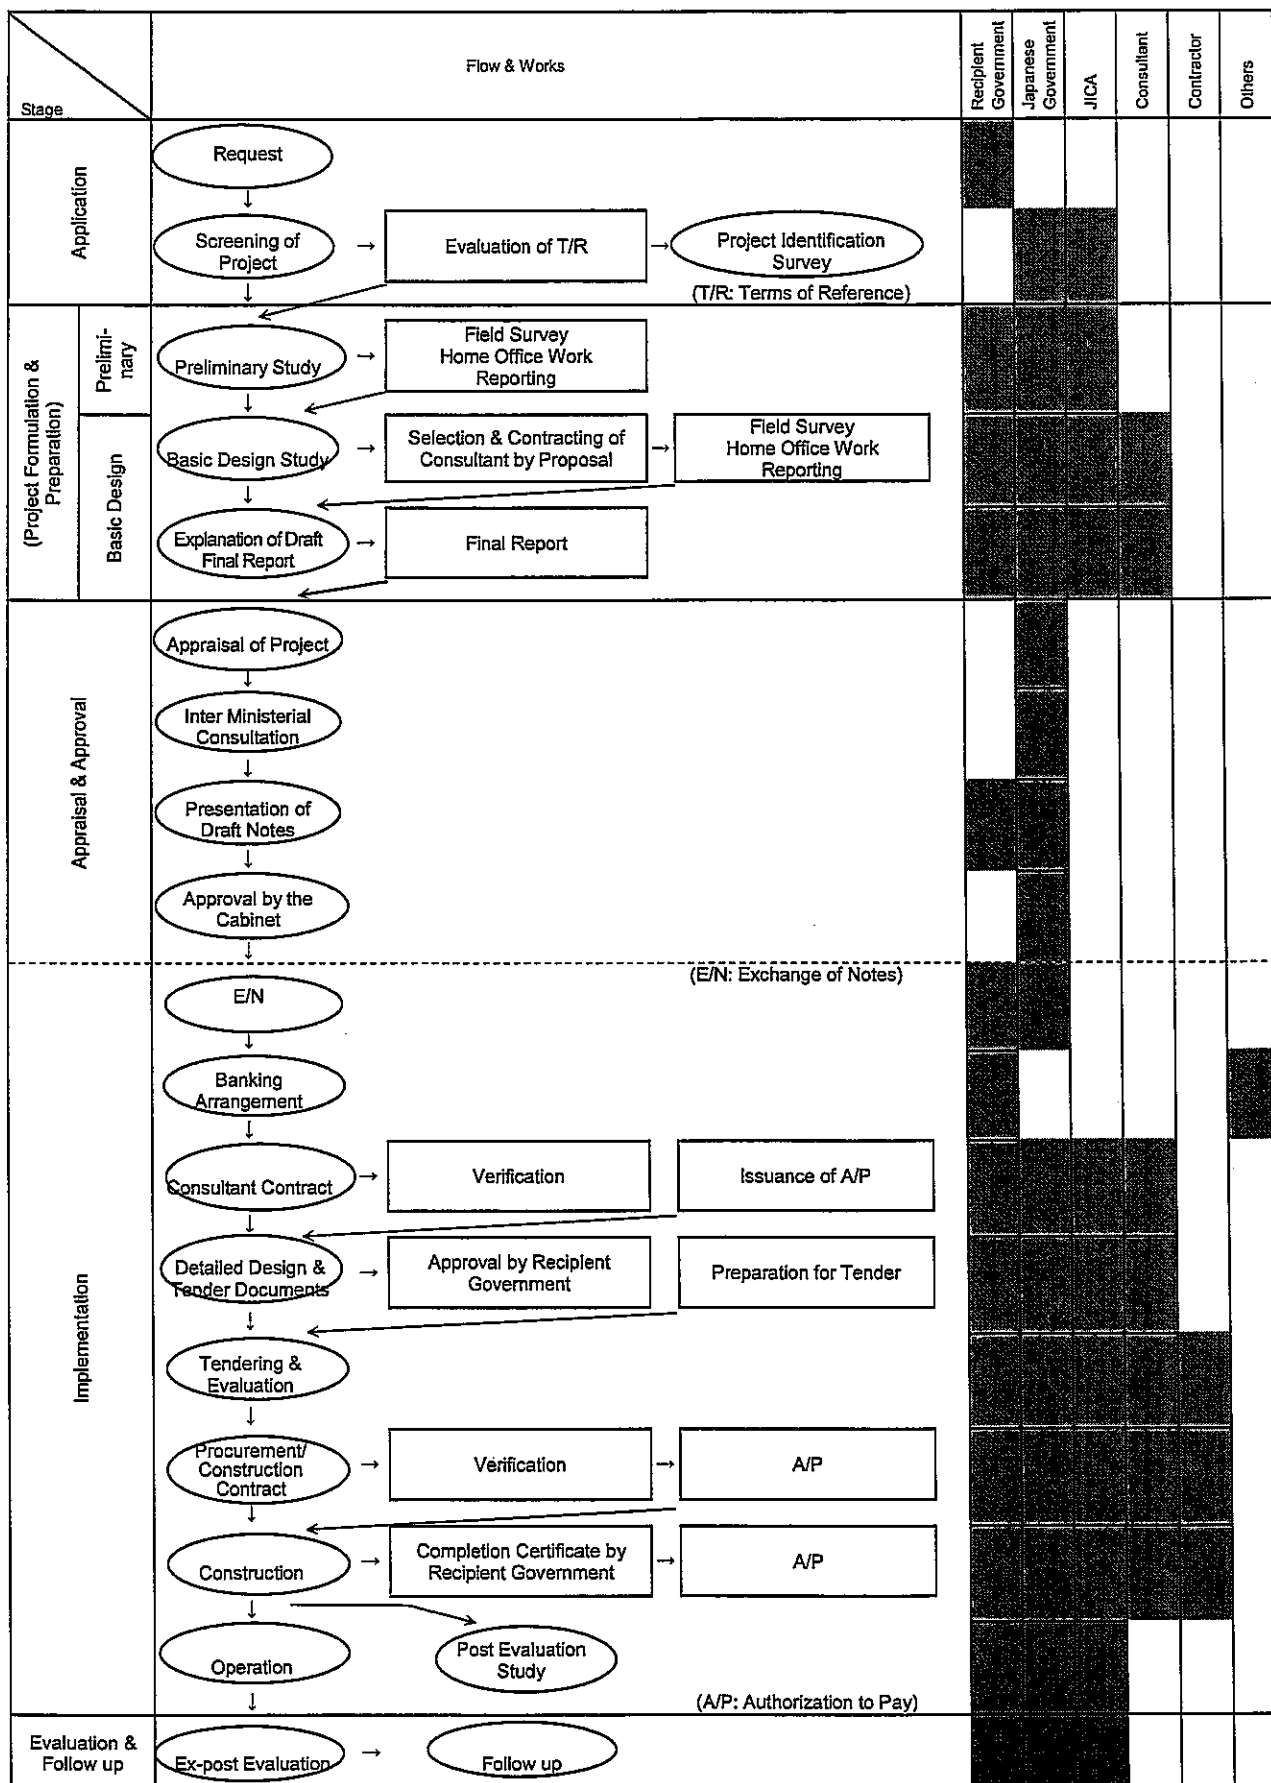 Stage
Flow & Works
Recipient
Government
Japanese
Government
JICA
Consultant
Contractor
Others
Application
Request
Screening of
Project
Evaluation of T/R
Project Identification
Survey
(T/R: Terms of Reference)
(Project Formulation &
Preparation)
Prelimi-
nary
Preliminary Study
Field Survey
Home Office Work
Reporting
Basic Design
Basic Design Study
Selection & Contracting of
Consultant by Proposal
Field Survey
Home Office Work
Reporting
Explanation of Draft
Final Report
Final Report
Appraisal & Approval
Appraisal of Project
Inter Ministerial
Consultation
Presentation of
Draft Notes
Approval by the
Cabinet
Implementation
(E/N: Exchange of Notes)
E/N
Banking
Arrangement
Consultant Contract
Verification
Issuance of A/P
Detailed Design &
Tender Documents
Approval by Recipient
Government
Preparation for Tender
Tendering &
Evaluation
Procurement/
Construction
Contract
Verification
A/P
Construction
Completion Certificate by
Recipient Government
A/P
Operation
Post Evaluation
Study
(A/P: Authorization to Pay)
Evaluation &
Follow up
Ex-post Evaluation
Follow up